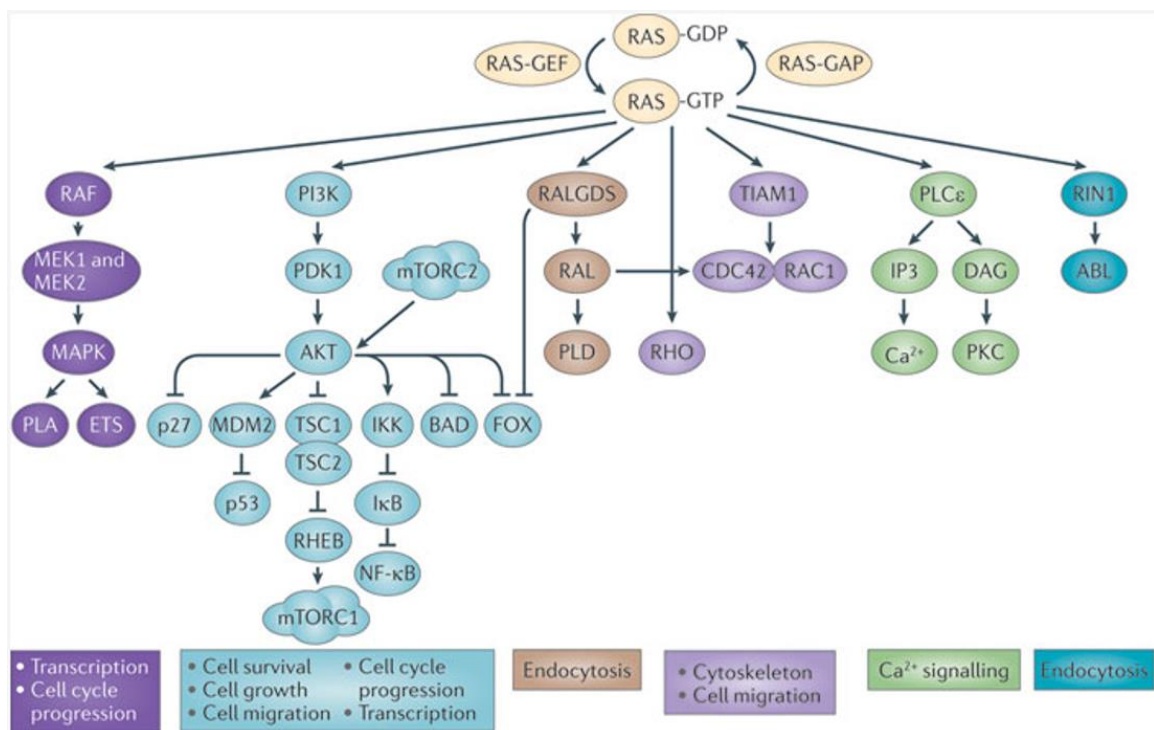 RAS -GDP
RAS-GEF
RAS-GAP
RAS -GTP
RAF
PI3K
RALGDS
TIAM1
PLCε
RIN1
MEK1 and
MEK2
PDK1
mTORC2
RAL
CDC42
RAC1
IP3
DAG
ABL
MAPK
AKT
PLD
RHO
Ca²⁺
PKC
PLA
ETS
p27
MDM2
TSC1
IKK
BAD
FOX
TSC2
p53
IκB
RHEB
NF-κB
mTORC1
• Transcription
• Cell cycle
progression
• Cell survival
• Cell growth
• Cell migration
• Cell cycle
progression
• Transcription
Endocytosis
• Cytoskeleton
• Cell migration
Ca²⁺ signalling
Endocytosis